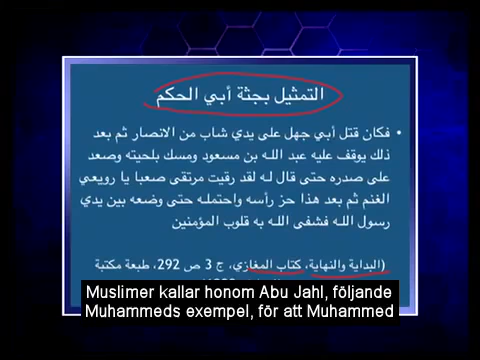 التمثيل بجثة أبي الحكم
• فكان قتل أبي جهل على يدي شاب من الانصار ثم بعد
ذلك يوقف عليه عبد الله بن مسعود ومسك بلحيته وصعد
على صدره حتى قال له لقد رقيت مرتقى صعبا يا رويعي
الغنم ثم بعد هذا حز رأسه واحتمله حتى وضعه بين يدي
رسول الله فشفى الله به قلوب المؤمنين
(البداية والنهاية، كتاب المغازي، ج 3 ص 292، طبعة مكتبة
Muslimer kallar honom Abu Jahl, följande
Muhammeds exempel, för att Muhammed